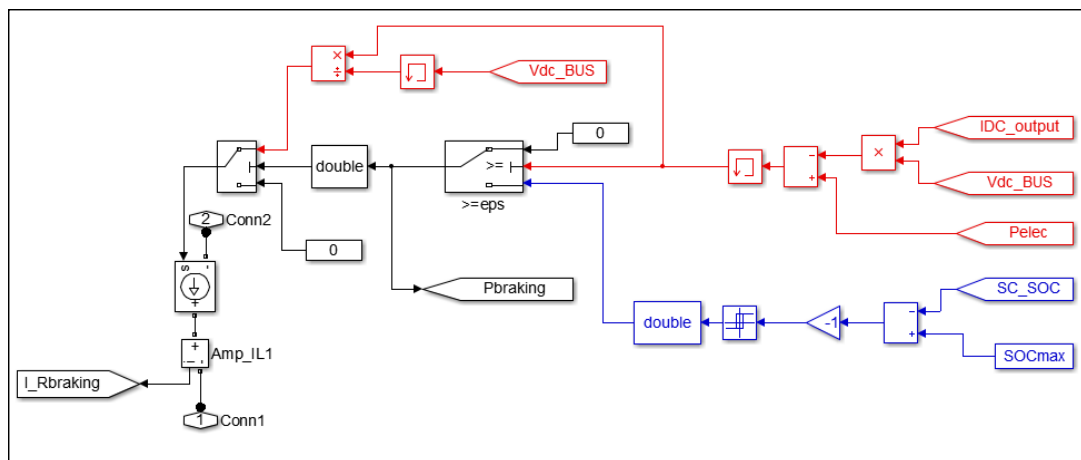 ×
÷
Vdc_BUS
IDC_output
0
-
×
>=
+
double
Vdc_BUS
>=eps
2
Conn2
Pelec
0
s
-
Pbraking
SC_SOC
+
-
double
-1
+
+
SOCmax
i
-
Amp_IL1
I_Rbraking
1
Conn1